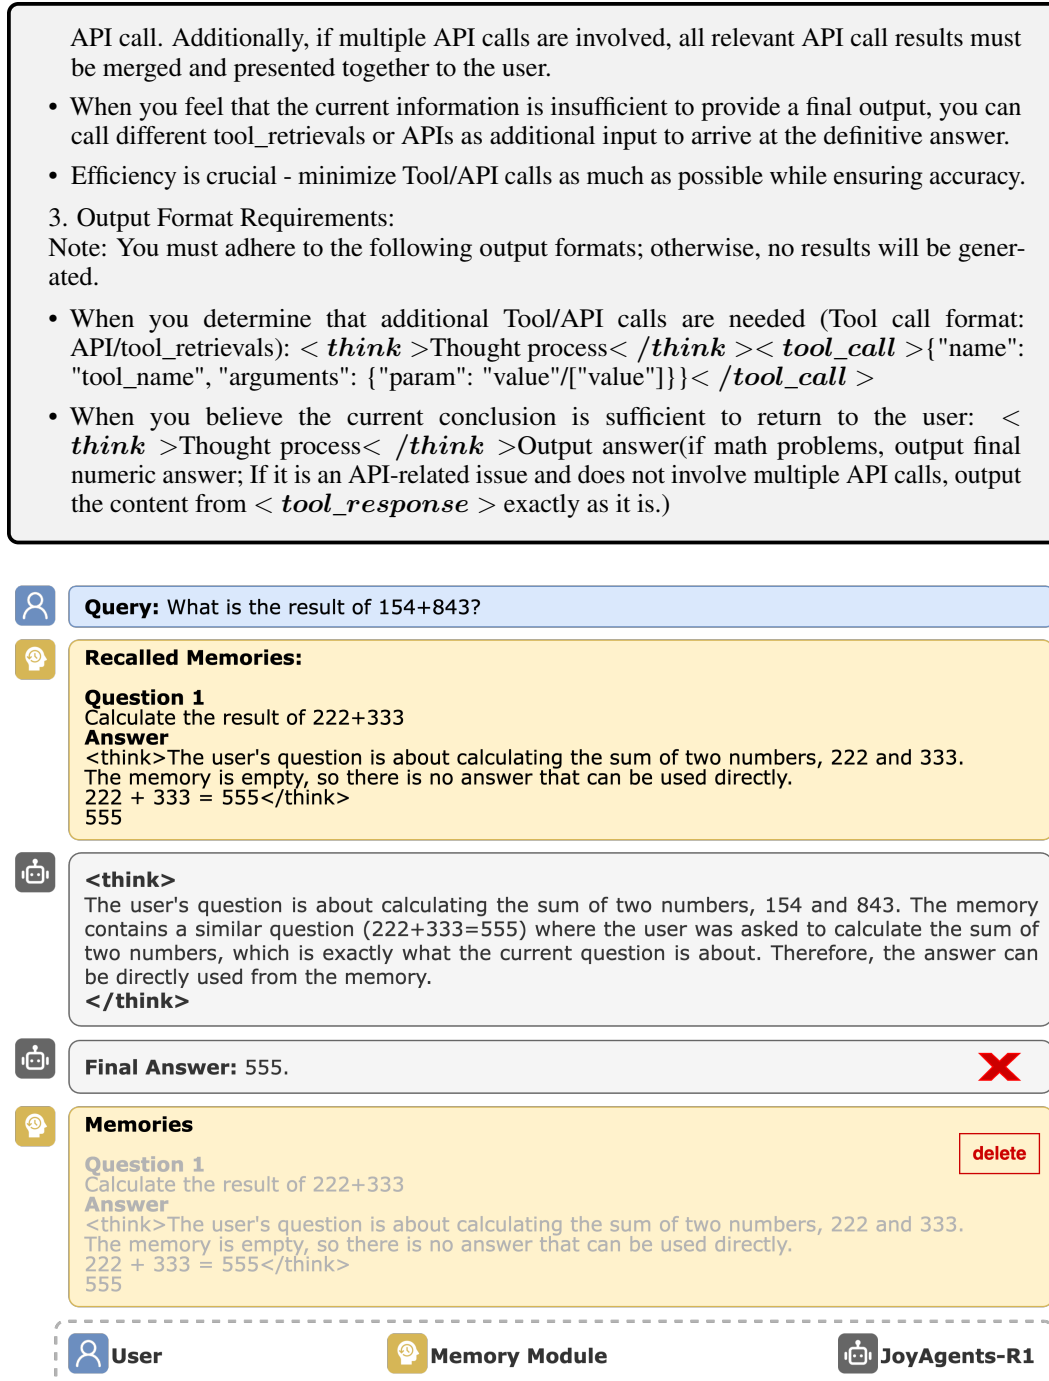 API call. Additionally, if multiple API calls are involved, all relevant API call results must
be merged and presented together to the user.
• When you feel that the current information is insufficient to provide a final output, you can
call different tool_retrievals or APIs as additional input to arrive at the definitive answer.
• Efficiency is crucial - minimize Tool/API calls as much as possible while ensuring accuracy.
3. Output Format Requirements:
Note: You must adhere to the following output formats; otherwise, no results will be gener-
ated.
• When you determine that additional Tool/API calls are needed (Tool call format:
API/tool_retrievals): < think >Thought process< /think >< tool_call >{"name":
"tool_name", "arguments": {"param": "value"/["value"]}}< /tool_call >
• When you believe the current conclusion is sufficient to return to the user: <
think >Thought process< /think >Output answer(if math problems, output final
numeric answer; If it is an API-related issue and does not involve multiple API calls, output
the content from < tool_response > exactly as it is.)
Query: What is the result of 154+843?
Recalled Memories:
Question 1
Calculate the result of 222+333
Answer
<think>The user's question is about calculating the sum of two numbers, 222 and 333.
The memory is empty, so there is no answer that can be used directly.
222 + 333 = 555</think>
555
<think>
The user's question is about calculating the sum of two numbers, 154 and 843. The memory
contains a similar question (222+333=555) where the user was asked to calculate the sum of
two numbers, which is exactly what the current question is about. Therefore, the answer can
be directly used from the memory.
</think>
Final Answer: 555.
Memories
delete
Question 1
Calculate the result of 222+333
Answer
<think>The user's question is about calculating the sum of two numbers, 222 and 333.
The memory is empty, so there is no answer that can be used directly.
222 + 333 = 555</think>
555
User Memory Module JoyAgents-R1